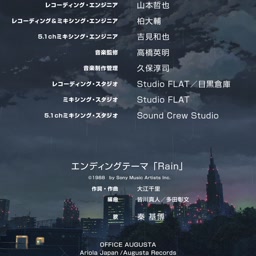 レコーディング・エンジニア 山本哲也
レコーディング&ミキシング・エンジニア 柏大輔
5.1chミキシング・エンジニア 吉見和也
音楽監修 高橋英明
音楽制作管理 久保淳司
レコーディング・スタジオ Studio FLAT／目黒倉庫
ミキシング・スタジオ Studio FLAT
5.1chミキシング・スタジオ Sound Crew Studio
エンディングテーマ「Rain」
©1988 by Sony Music Artists Inc.
作詞・作曲 大江千里
編曲 皆川真人／多田彰文
歌 秦 基博
OFFICE AUGUSTA
Ariola Japan /Augusta Records